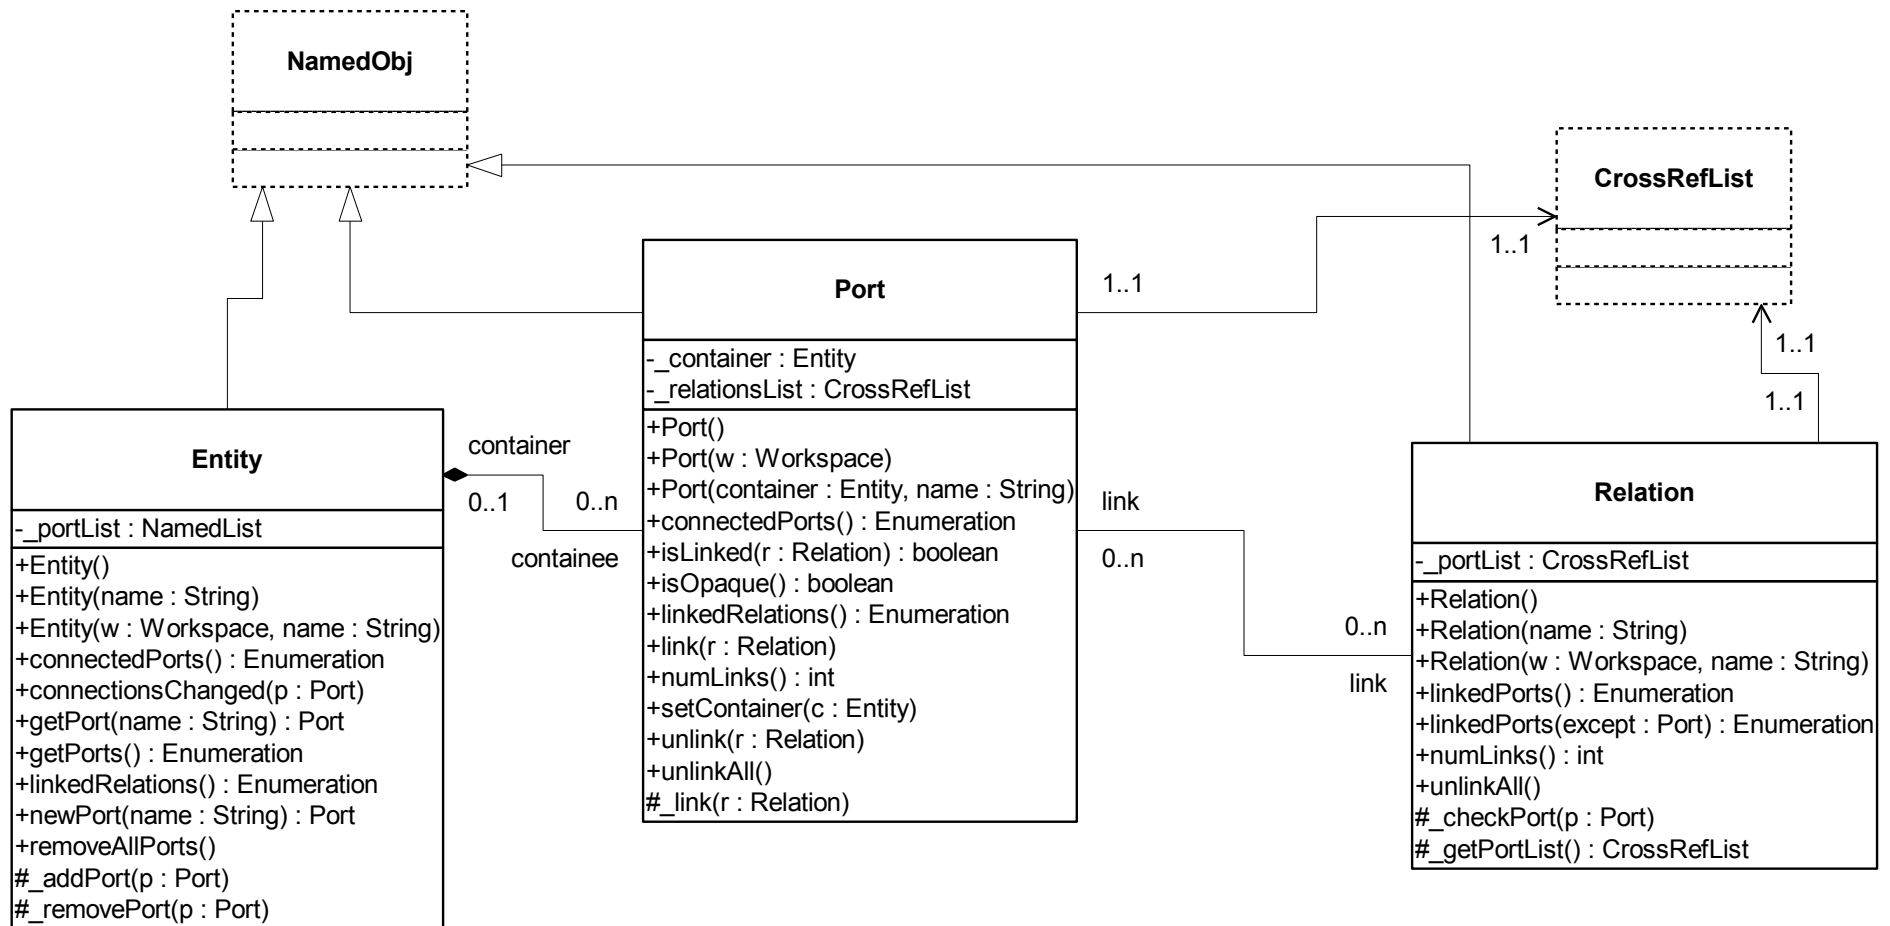 NamedObj
CrossRefList
1..1
1..1
1..1
1..1
Port
-_container : Entity
-_relationsList : CrossRefList
+Port()
+Port(w : Workspace)
+Port(container : Entity, name : String)
+connectedPorts() : Enumeration
+isLinked(r : Relation) : boolean
+isOpaque() : boolean
+linkedRelations() : Enumeration
+link(r : Relation)
+numLinks() : int
+setContainer(c : Entity)
+unlink(r : Relation)
+unlinkAll()
#_link(r : Relation)
Entity
-_portList : NamedList
+Entity()
+Entity(name : String)
+Entity(w : Workspace, name : String)
+connectedPorts() : Enumeration
+connectionsChanged(p : Port)
+getPort(name : String) : Port
+getPorts() : Enumeration
+linkedRelations() : Enumeration
+newPort(name : String) : Port
+removeAllPorts()
#_addPort(p : Port)
#_removePort(p : Port)
container
0..1
0..n
containee
link
0..n
0..n
link
Relation
-_portList : CrossRefList
+Relation()
+Relation(name : String)
+Relation(w : Workspace, name : String)
+linkedPorts() : Enumeration
+linkedPorts(except : Port) : Enumeration
+numLinks() : int
+unlinkAll()
#_checkPort(p : Port)
#_getPortList() : CrossRefList